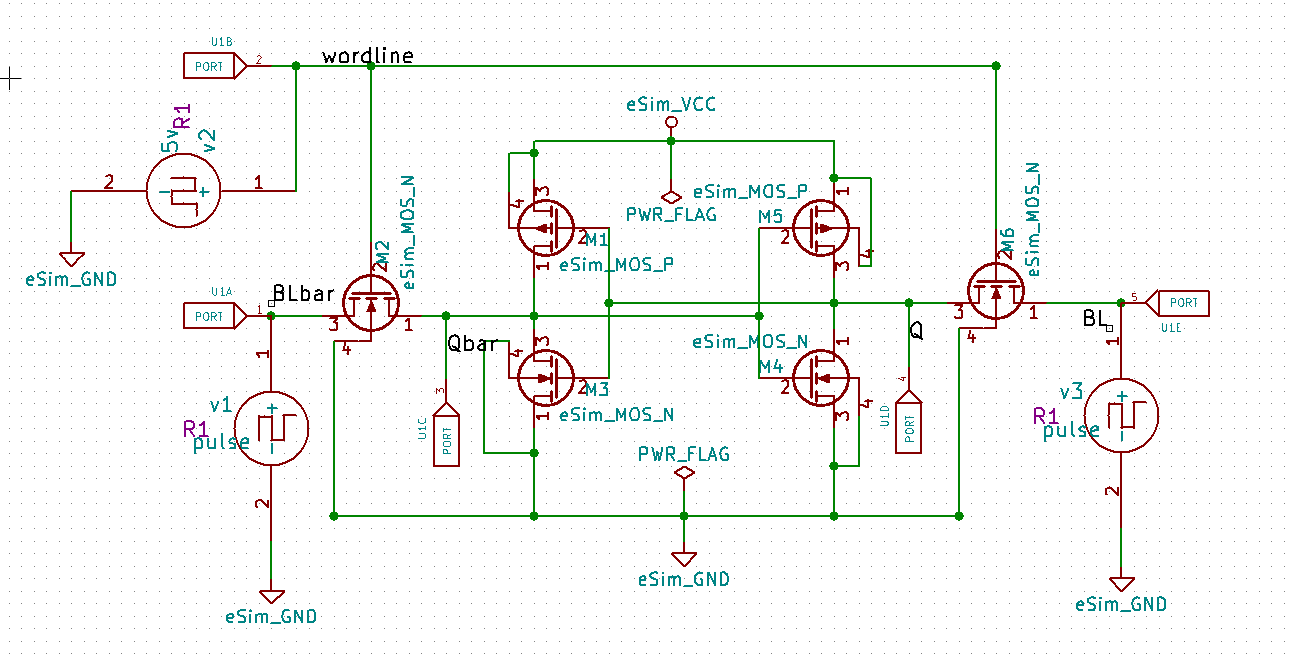 U1B
PORT
2
wordline
eSim_VCC
R1
5v
v2
2
1
eSim_GND
eSim_MOS_N
M2
2
3
1
4
3
4
2
M1
1
eSim_MOS_P
PWR_FLAG
eSim_MOS_P
M5
1
2
3
4
eSim_MOS_N
M6
2
3
1
4
U1A
PORT
1
BLbar
Qbar
3
4
2
M3
1
eSim_MOS_N
eSim_MOS_N
M4
1
2
3
4
Q
BL
5
PORT
U1E
3
U1C
PORT
4
U1D
PORT
1
v1
R1
pulse
2
eSim_GND
PWR_FLAG
eSim_GND
1
v3
R1
pulse
2
eSim_GND